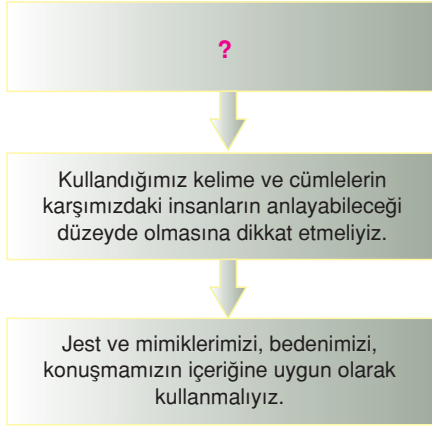 ?
Kullandığımız kelime ve cümlelerin
karşımızdaki insanların anlayabileceği
düzeyde olmasına dikkat etmeliyiz.
Jest ve mimiklerimizi, bedenimizi,
konuşmamızın içeriğine uygun olarak
kullanmalıyız.